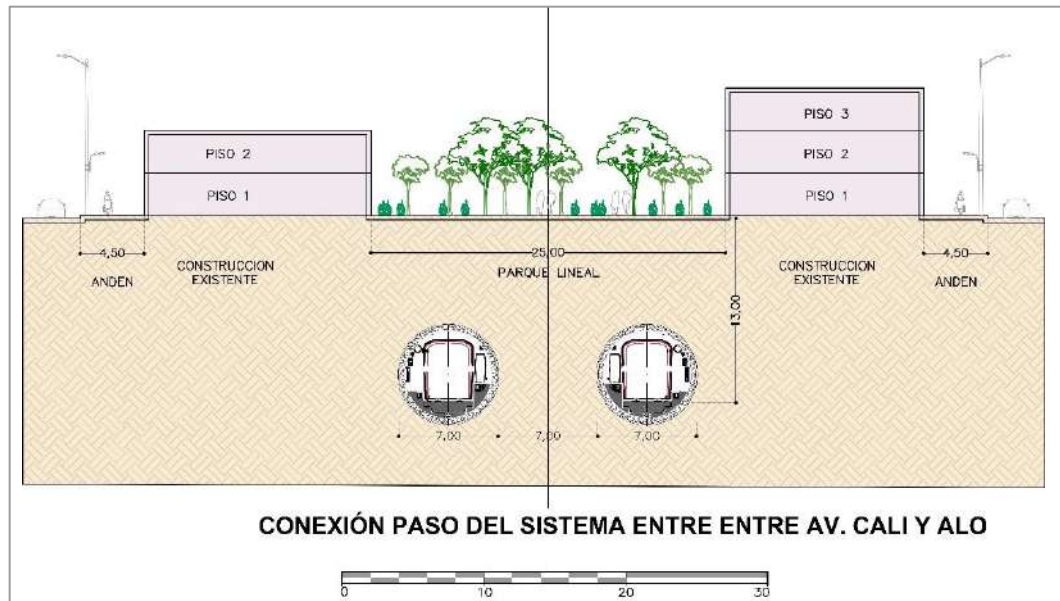 PISO 3
PISO 2
PISO 2
PISO 1
PISO 1
4,50
25,00
4,50
ANDEN
CONSTRUCCION
EXISTENTE
PARQUE LINEAL
CONSTRUCCION
EXISTENTE
ANDEN
13,00
7,00
7,00
7,00
CONEXIÓN PASO DEL SISTEMA ENTRE ENTRE AV. CALI Y ALO
0
10
20
30